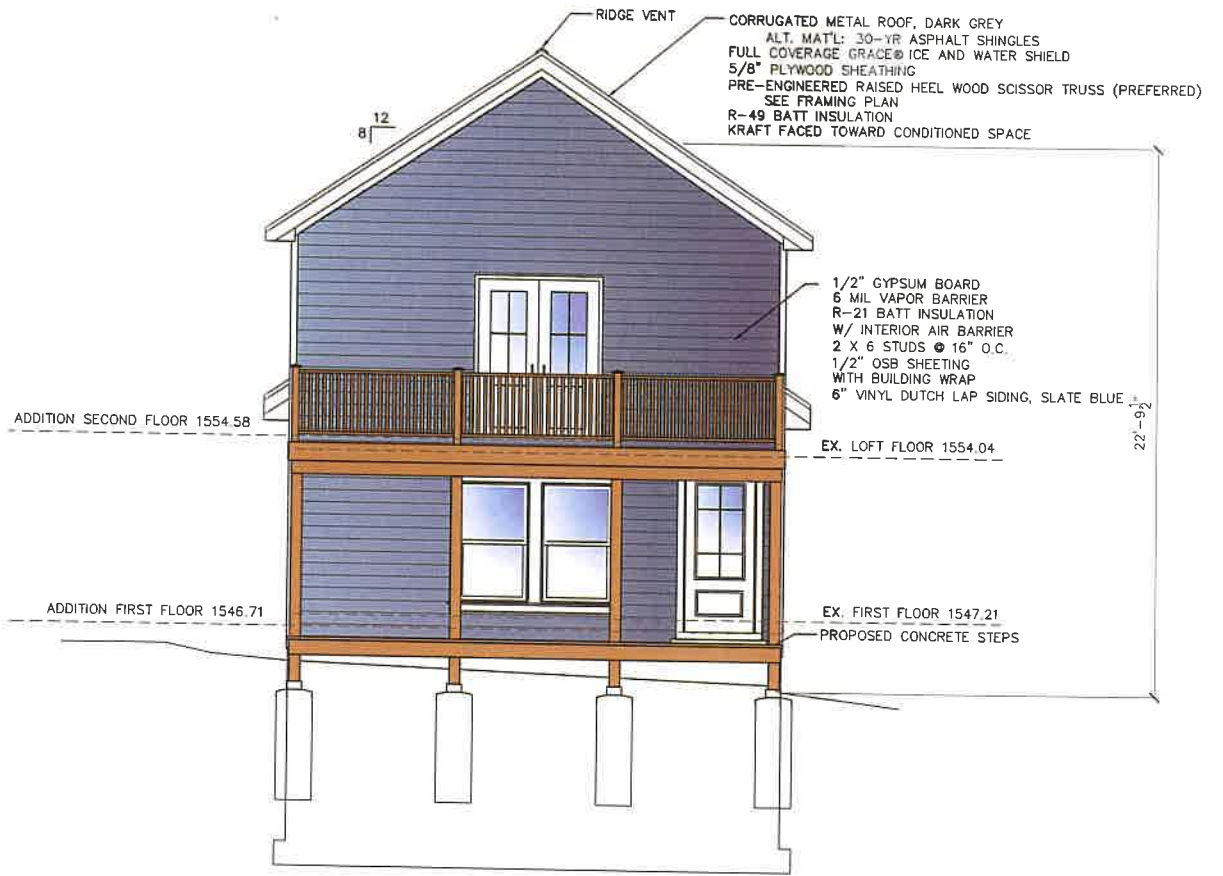 RIDGE VENT
CORRUGATED METAL ROOF, DARK GREY
ALT. MAT'L: 30-YR ASPHALT SHINGLES
FULL COVERAGE GRACE® ICE AND WATER SHIELD
5/8" PLYWOOD SHEATHING
PRE-ENGINEERED RAISED HEEL WOOD SCISSOR TRUSS (PREFERRED)
SEE FRAMING PLAN
R-49 BATT INSULATION
KRAFT FACED TOWARD CONDITIONED SPACE
12
8
1/2" GYPSUM BOARD
6 MIL VAPOR BARRIER
R-21 BATT INSULATION
W/ INTERIOR AIR BARRIER
2 X 6 STUDS @ 16" O.C.
1/2" OSB SHEETING
WITH BUILDING WRAP
6" VINYL DUTCH LAP SIDING, SLATE BLUE
22'-9 1/2"
ADDITION SECOND FLOOR 1554.58
EX. LOFT FLOOR 1554.04
ADDITION FIRST FLOOR 1546.71
EX. FIRST FLOOR 1547.21
PROPOSED CONCRETE STEPS